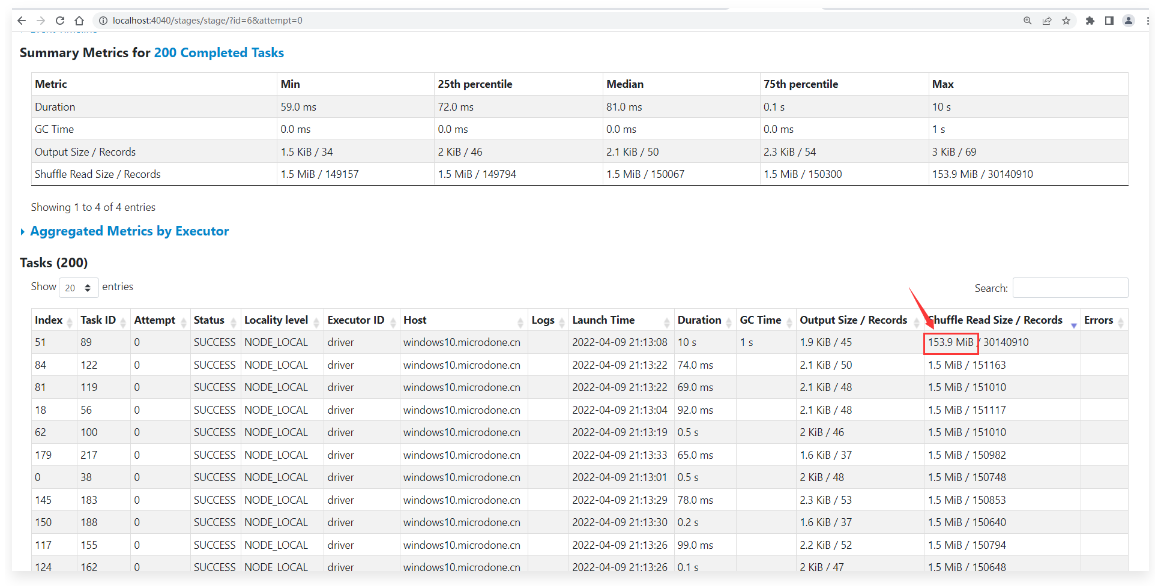 localhost:4040/stages/stage/?id=6&attempt=0
Event Timeline
Summary Metrics for 200 Completed Tasks
Metric Min 25th percentile Median 75th percentile Max
Duration 59.0 ms 72.0 ms 81.0 ms 0.1 s 10 s
GC Time 0.0 ms 0.0 ms 0.0 ms 0.0 ms 1 s
Output Size / Records 1.5 KiB / 34 2 KiB / 46 2.1 KiB / 50 2.3 KiB / 54 3 KiB / 69
Shuffle Read Size / Records 1.5 MiB / 149157 1.5 MiB / 149794 1.5 MiB / 150067 1.5 MiB / 150300 153.9 MiB / 30140910
Showing 1 to 4 of 4 entries
Aggregated Metrics by Executor
Tasks (200)
Show 20 entries Search:
Index Task ID Attempt Status Locality level Executor ID Host Logs Launch Time Duration GC Time Output Size / Records Shuffle Read Size / Records Errors
51 89 0 SUCCESS NODE_LOCAL driver windows10.microdone.cn 2022-04-09 21:13:08 10 s 1 s 1.9 KiB / 45 153.9 MiB / 30140910
84 122 0 SUCCESS NODE_LOCAL driver windows10.microdone.cn 2022-04-09 21:13:22 74.0 ms 2.1 KiB / 50 1.5 MiB / 151163
81 119 0 SUCCESS NODE_LOCAL driver windows10.microdone.cn 2022-04-09 21:13:22 69.0 ms 2.1 KiB / 48 1.5 MiB / 151010
18 56 0 SUCCESS NODE_LOCAL driver windows10.microdone.cn 2022-04-09 21:13:04 92.0 ms 2.1 KiB / 48 1.5 MiB / 151117
62 100 0 SUCCESS NODE_LOCAL driver windows10.microdone.cn 2022-04-09 21:13:19 0.5 s 2 KiB / 46 1.5 MiB / 151010
179 217 0 SUCCESS NODE_LOCAL driver windows10.microdone.cn 2022-04-09 21:13:33 65.0 ms 1.6 KiB / 37 1.5 MiB / 150982
0 38 0 SUCCESS NODE_LOCAL driver windows10.microdone.cn 2022-04-09 21:13:01 0.5 s 2 KiB / 48 1.5 MiB / 150748
145 183 0 SUCCESS NODE_LOCAL driver windows10.microdone.cn 2022-04-09 21:13:29 78.0 ms 2.3 KiB / 53 1.5 MiB / 150853
150 188 0 SUCCESS NODE_LOCAL driver windows10.microdone.cn 2022-04-09 21:13:30 0.2 s 1.6 KiB / 37 1.5 MiB / 150640
117 155 0 SUCCESS NODE_LOCAL driver windows10.microdone.cn 2022-04-09 21:13:26 99.0 ms 2.2 KiB / 52 1.5 MiB / 150794
124 162 0 SUCCESS NODE_LOCAL driver windows10.microdone.cn 2022-04-09 21:13:26 0.1 s 2 KiB / 47 1.5 MiB / 150648